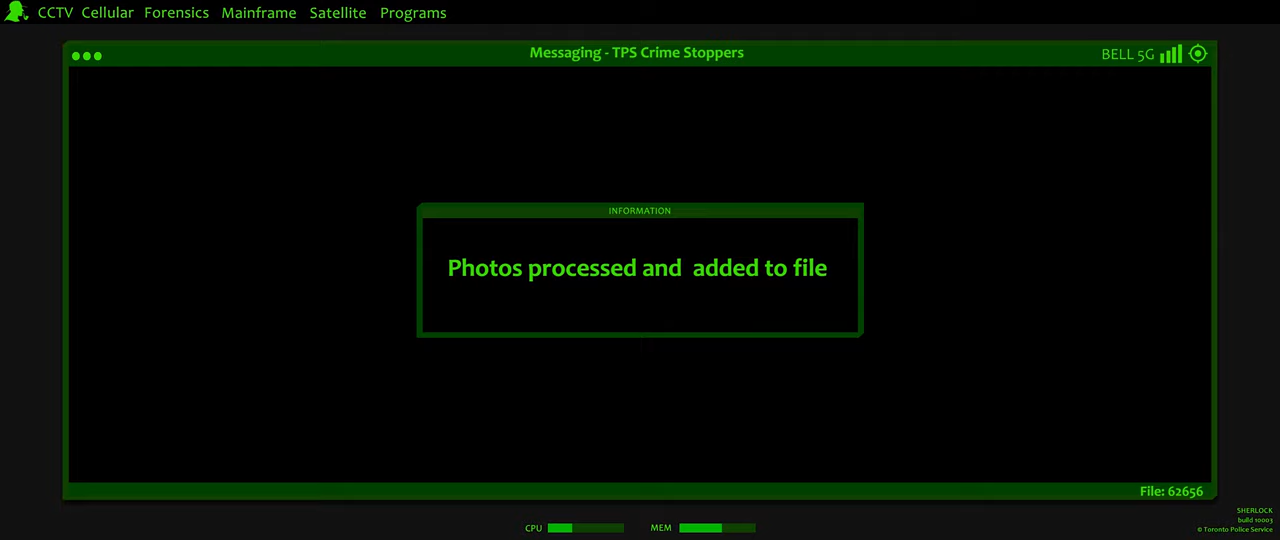 CCTV Cellular Forensics Mainframe Satellite Programs
Messaging - TPS Crime Stoppers
BELL 5G
INFORMATION
Photos processed and  added to file
File: 62656
CPU
MEM
SHERLOCK
build 10003
© Toronto Police Service